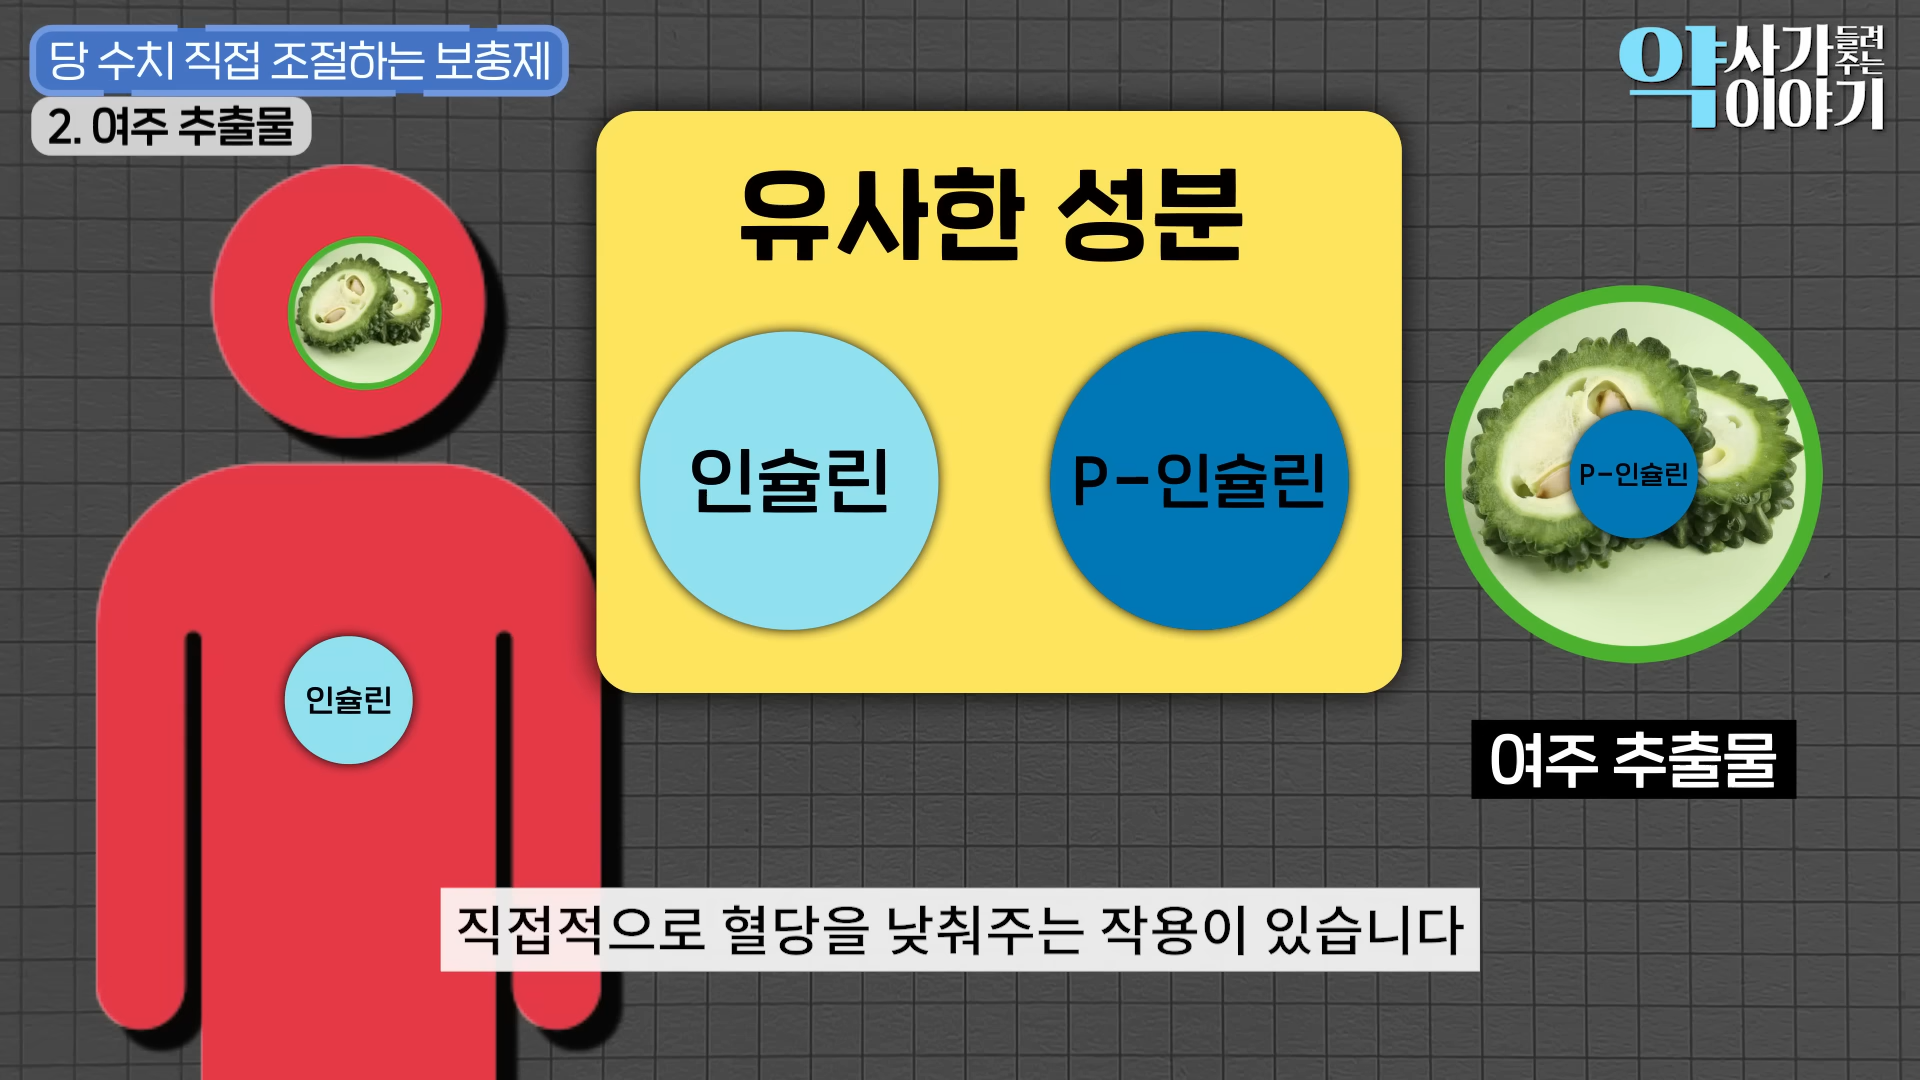 당 수치 직접 조절하는 보충제
2. 여주 추출물
약사가 들려주는
이야기
유사한 성분
인슐린
P-인슐린
P-인슐린
인슐린
여주 추출물
직접적으로 혈당을 낮춰주는 작용이 있습니다